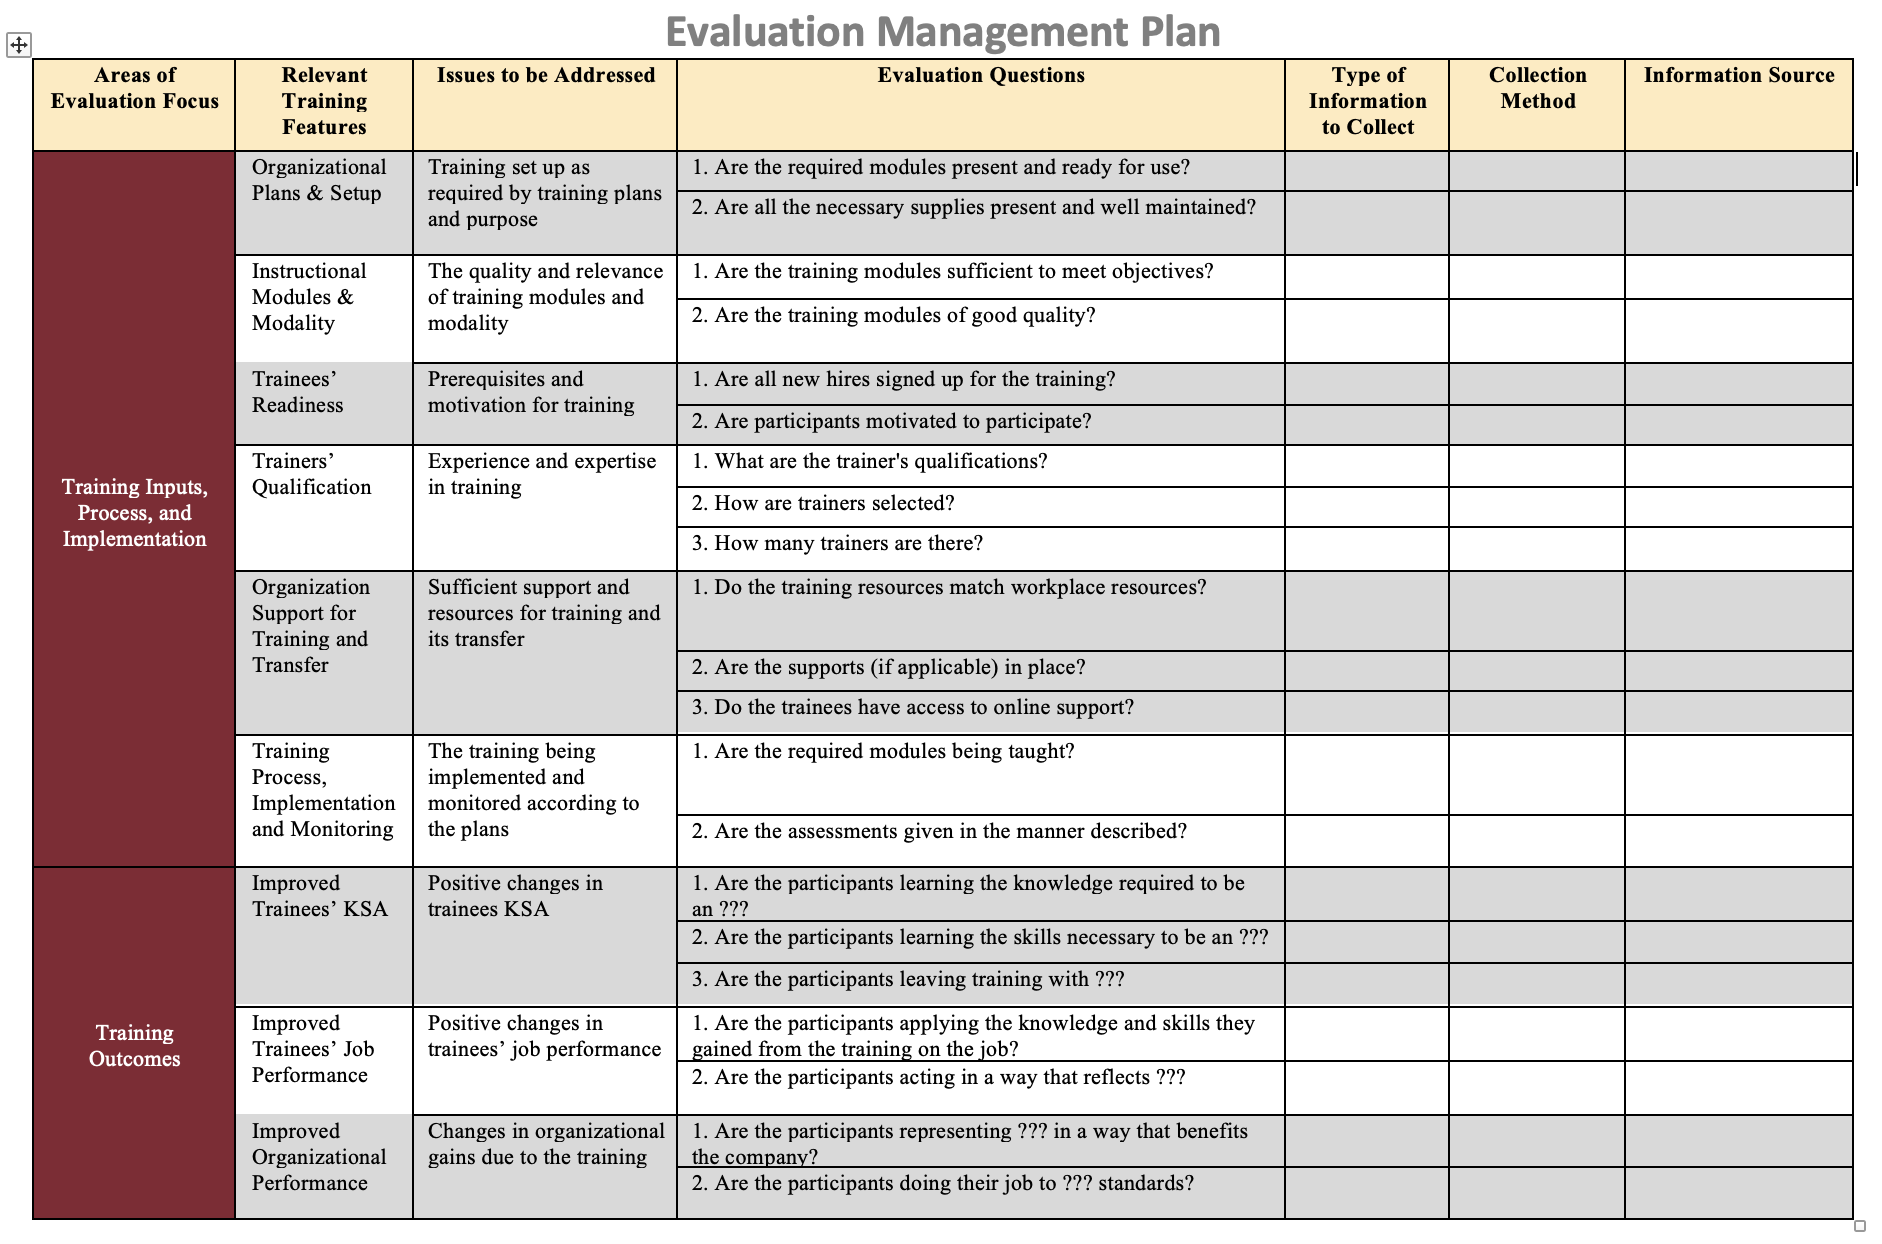 Evaluation Management Plan
Areas of
Evaluation Focus
Relevant
Training
Features
Issues to be Addressed
Evaluation Questions
Type of
Information
to Collect
Collection
Method
Information Source
Training Inputs,
Process, and
Implementation
Organizational
Plans & Setup
Training set up as
required by training plans
and purpose
1. Are the required modules present and ready for use?
2. Are all the necessary supplies present and well maintained?
Instructional
Modules &
Modality
The quality and relevance
of training modules and
modality
1. Are the training modules sufficient to meet objectives?
2. Are the training modules of good quality?
Trainees’
Readiness
Prerequisites and
motivation for training
1. Are all new hires signed up for the training?
2. Are participants motivated to participate?
Trainers’
Qualification
Experience and expertise
in training
1. What are the trainer's qualifications?
2. How are trainers selected?
3. How many trainers are there?
Organization
Support for
Training and
Transfer
Sufficient support and
resources for training and
its transfer
1. Do the training resources match workplace resources?
2. Are the supports (if applicable) in place?
3. Do the trainees have access to online support?
Training
Process,
Implementation
and Monitoring
The training being
implemented and
monitored according to
the plans
1. Are the required modules being taught?
2. Are the assessments given in the manner described?
Training
Outcomes
Improved
Trainees’ KSA
Positive changes in
trainees KSA
1. Are the participants learning the knowledge required to be
an ???
2. Are the participants learning the skills necessary to be an ???
3. Are the participants leaving training with ???
Improved
Trainees’ Job
Performance
Positive changes in
trainees’ job performance
1. Are the participants applying the knowledge and skills they
gained from the training on the job?
2. Are the participants acting in a way that reflects ???
Improved
Organizational
Performance
Changes in organizational
gains due to the training
1. Are the participants representing ??? in a way that benefits
the company?
2. Are the participants doing their job to ??? standards?